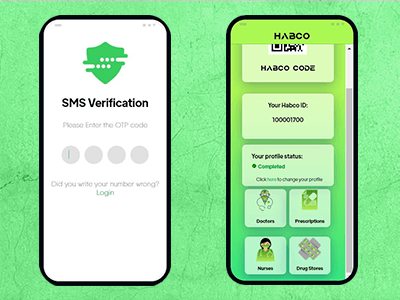 SMS Verification
Please Enter the OTP code
Did you write your number wrong?
Login
HABCO
HABCO CODE
Your Habco ID:
100001700
Your profile status:
Completed
Click here to change your profile
Doctors
Prescriptions
Nurses
Drug Stores